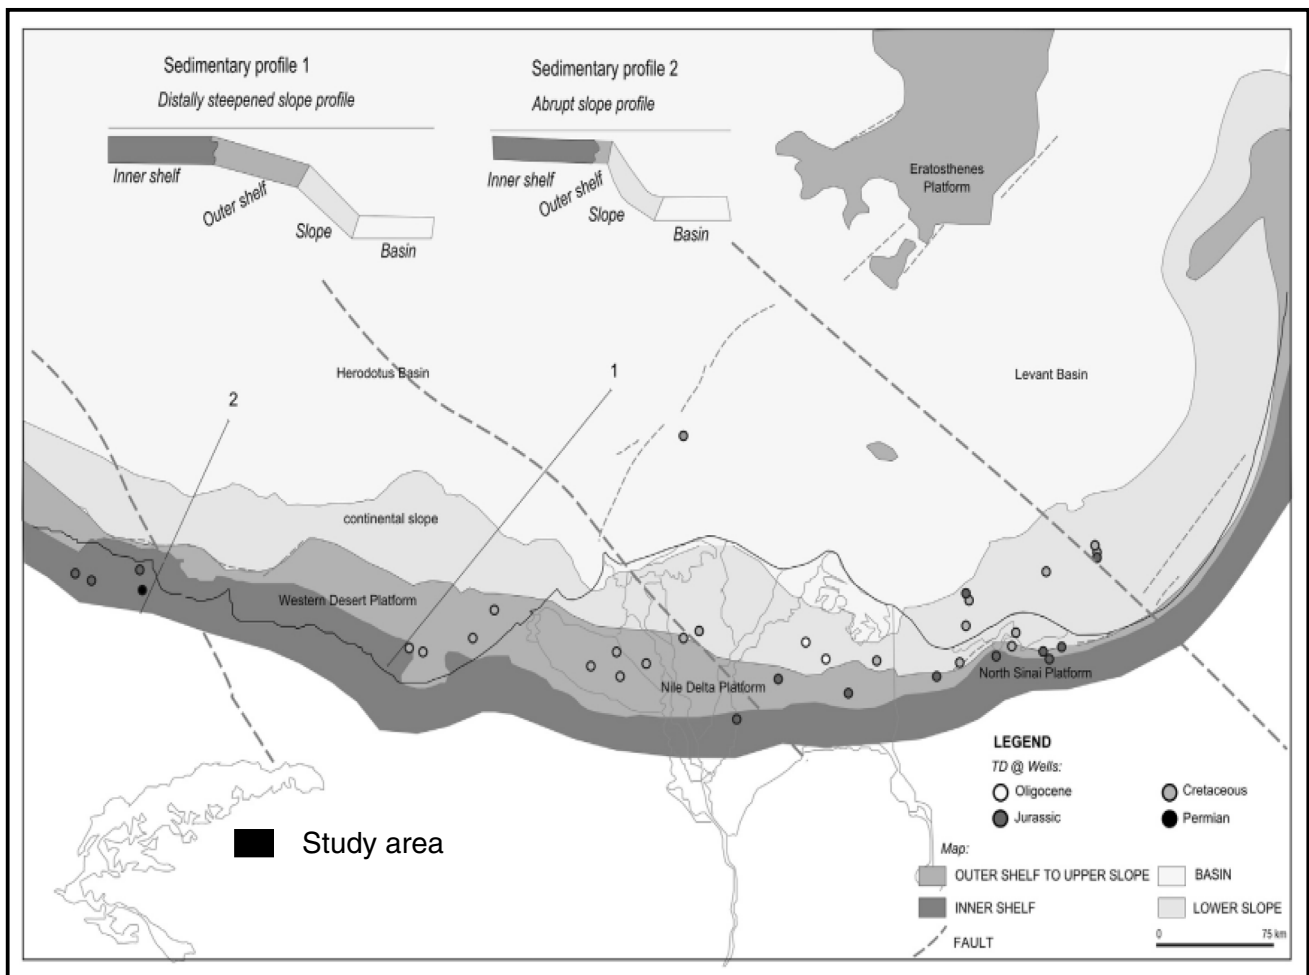 Sedimentary profile 1
Distally steepened slope profile
Inner shelf
Outer shelf
Slope
Basin
Sedimentary profile 2
Abrupt slope profile
Inner shelf
Outer shelf
Slope
Basin
Eratosthenes
Platform
Herodotus Basin
1
Levant Basin
2
continental slope
Western Desert Platform
Nile Delta Platform
North Sinai Platform
LEGEND
TD @ Wells:
Oligocene
Cretaceous
Jurassic
Permian
Study area
Map:
OUTER SHELF TO UPPER SLOPE
BASIN
INNER SHELF
LOWER SLOPE
FAULT
0
75 km